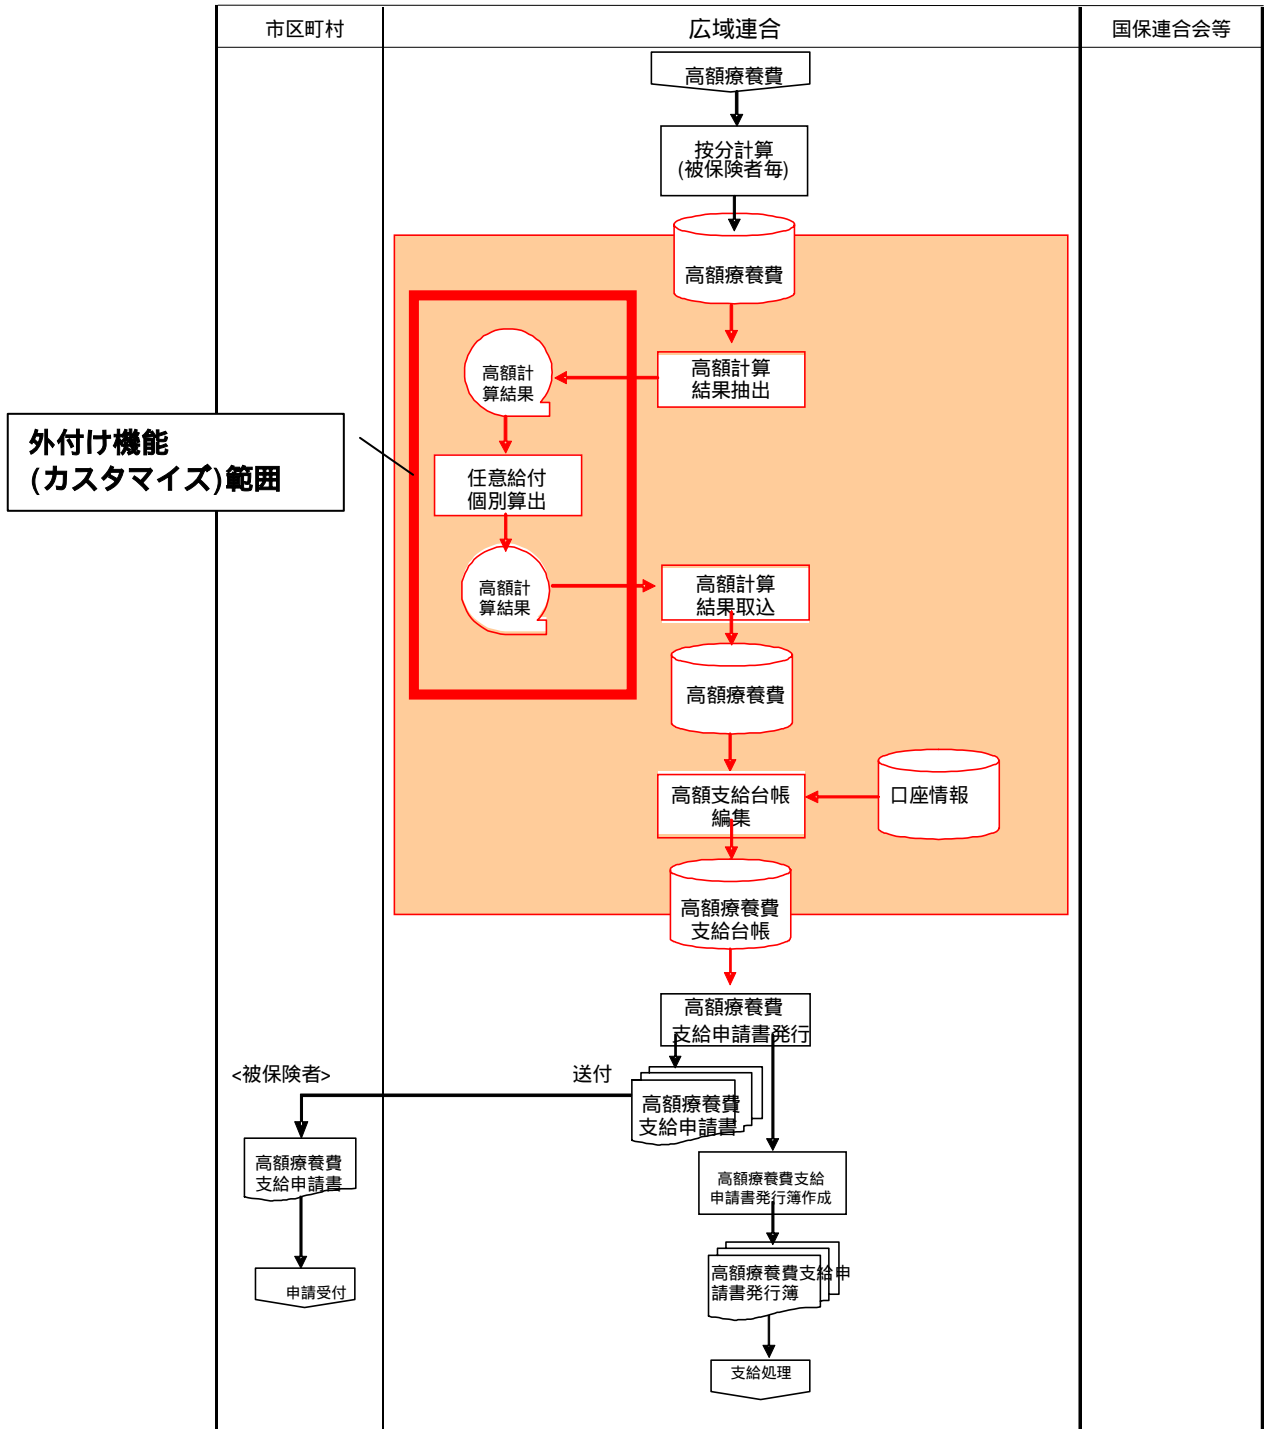 市区町村
広域連合
国保連合会等
高額療養費
按分計算
(被保険者毎)
高額療養費
高額計算
結果抽出
高額計
算結果
外付け機能
(カスタマイズ)範囲
任意給付
個別算出
高額計
算結果
高額計算
結果取込
高額療養費
高額支給台帳
編集
口座情報
高額療養費
支給台帳
高額療養費
支給申請書発行
<被保険者>
送付
高額療養費
支給申請書
高額療養費
支給申請書
高額療養費支給
申請書発行簿作成
申請受付
高額療養費支給申
請書発行簿
支給処理